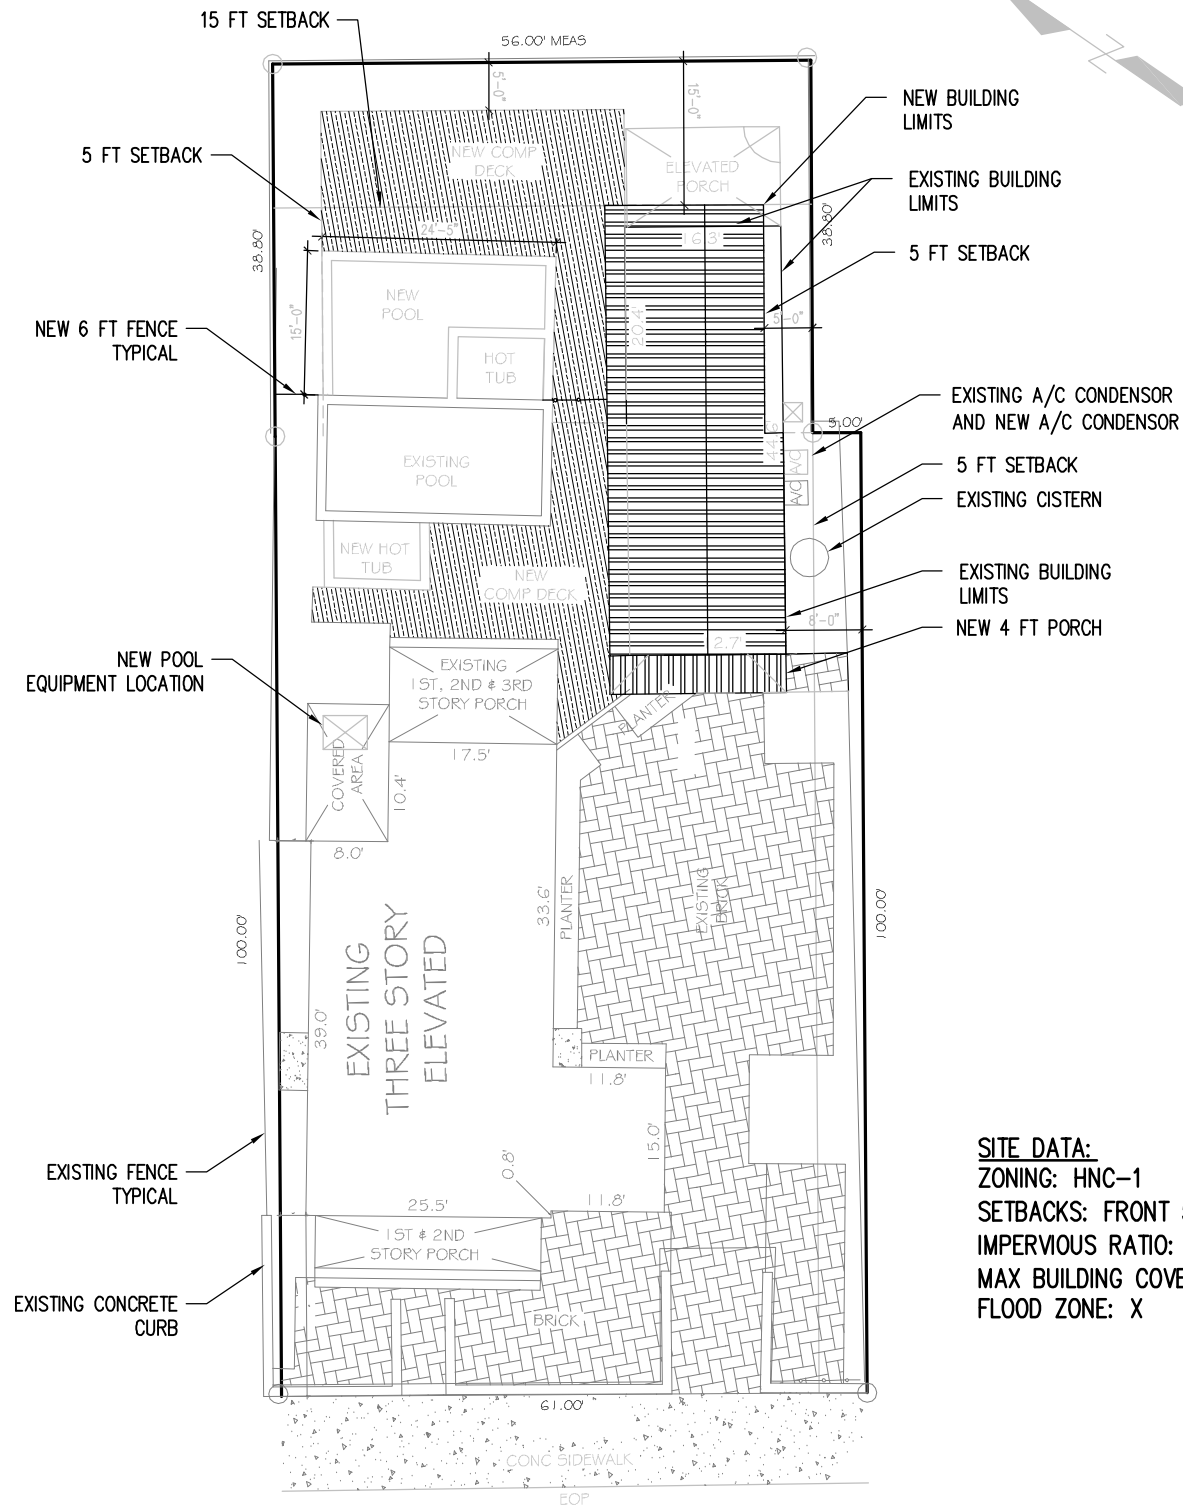 15 FT SETBACK
56.00' MEAS
5'-0"
15'-0"
Z
NEW BUILDING
LIMITS
5 FT SETBACK
NEW COMP
DECK
ELEVATED
PORCH
EXISTING BUILDING
LIMITS
38.80'
24'-5"
16.3'
38.80'
5 FT SETBACK
NEW
POOL
15'-0"
20.4'
5'-0"
NEW 6 FT FENCE
TYPICAL
HOT
TUB
EXISTING A/C CONDENSOR
AND NEW A/C CONDENSOR
5.00'
EXISTING
POOL
A/C
A/C
5 FT SETBACK
EXISTING CISTERN
NEW HOT
TUB
NEW
COMP DECK
EXISTING BUILDING
LIMITS
8'-0"
NEW 4 FT PORCH
NEW POOL
EQUIPMENT LOCATION
EXISTING
1ST, 2ND & 3RD
STORY PORCH
PLANTER
17.5'
COVERED
AREA
10.4'
8.0'
33.6'
PLANTER
EXISTING
BRICK
100.00'
100.00'
EXISTING
THREE STORY
ELEVATED
39.0'
PLANTER
11.8'
15.0'
0.8'
EXISTING FENCE
TYPICAL
25.5'
11.8'
1ST & 2ND
STORY PORCH
EXISTING CONCRETE
CURB
BRICK
61.00'
CONC SIDEWALK
EOP
SITE DATA:
ZONING: HNC-1
SETBACKS: FRONT
IMPERVIOUS RATIO:
MAX BUILDING COVE
FLOOD ZONE: X